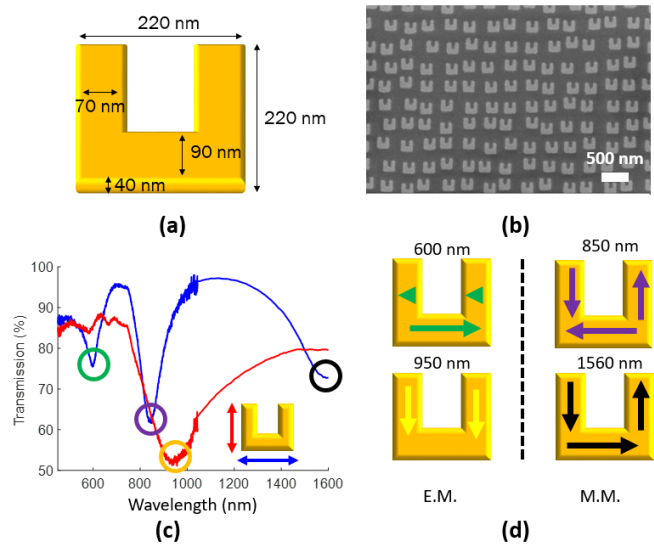 220 nm
70 nm
220 nm
90 nm
40 nm
(a)
500 nm
(b)
100
90
80
70
60
50
Transmission (%)
600 800 1000 1200 1400 1600
Wavelength (nm)
(c)
600 nm 850 nm
950 nm 1560 nm
E.M. M.M.
(d)